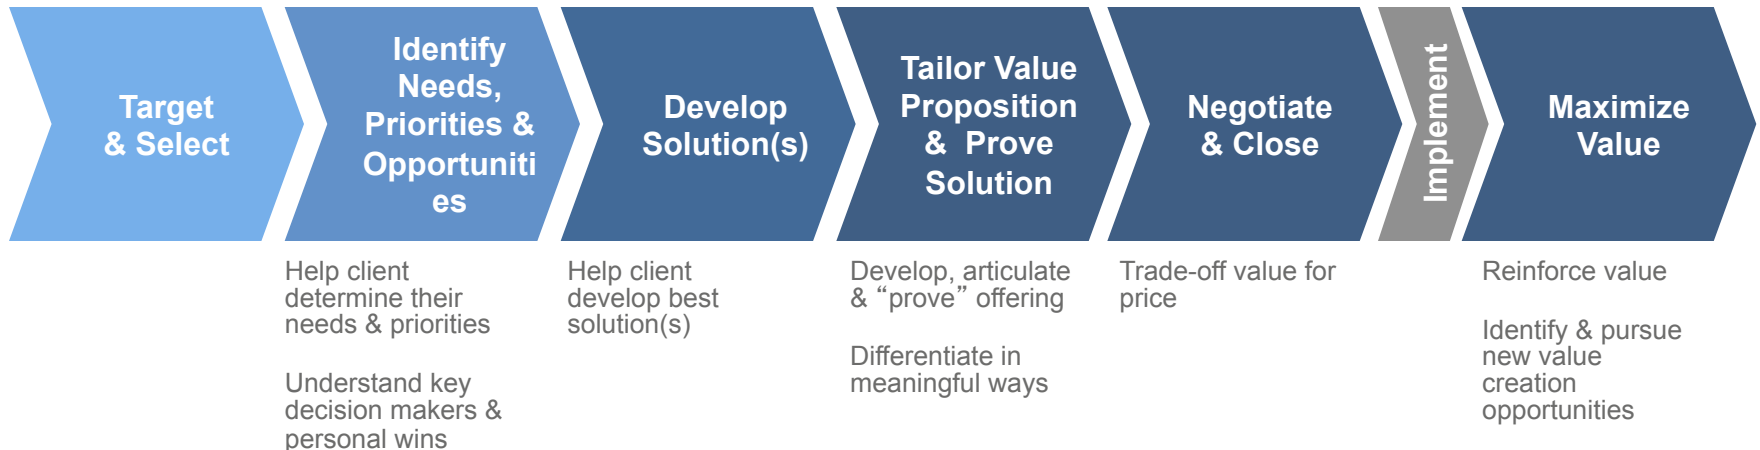 Target
& Select
Identify
Needs,
Priorities &
Opportuniti
es
Develop
Solution(s)
Tailor Value
Proposition
& Prove
Solution
Negotiate
& Close
Implement
Maximize
Value
Help client
determine their
needs & priorities
Understand key
decision makers &
personal wins
Help client
develop best
solution(s)
Develop, articulate
& “prove” offering
Differentiate in
meaningful ways
Trade-off value for
price
Reinforce value
Identify & pursue
new value
creation
opportunities